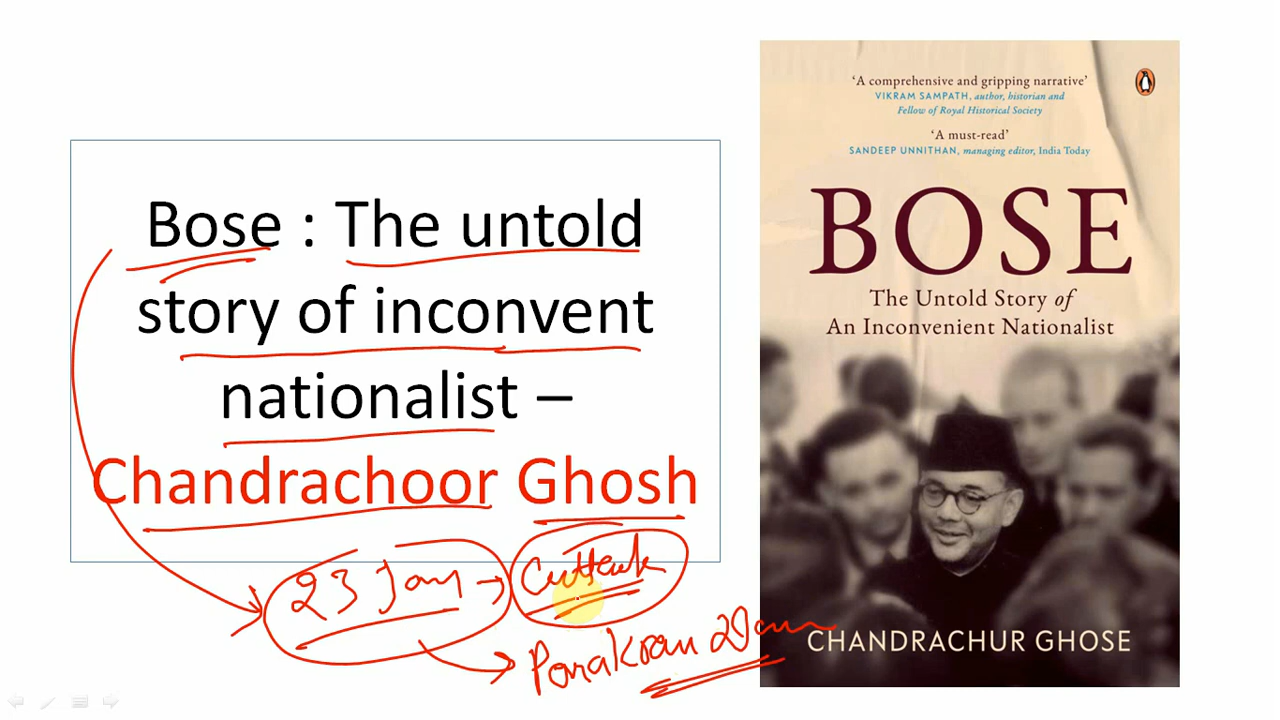 Bose : The untold
story of inconvent
nationalist –
Chandrachoor Ghosh
23 Jan
Cuttack
'A comprehensive and gripping narrative'
VIKRAM SAMPATH, author, historian and
Fellow of Royal Historical Society
'A must-read'
SANDEEP UNNITHAN, managing editor, India Today
BOSE
The Untold Story of
An Inconvenient Nationalist
CHANDRACHUR GHOSE